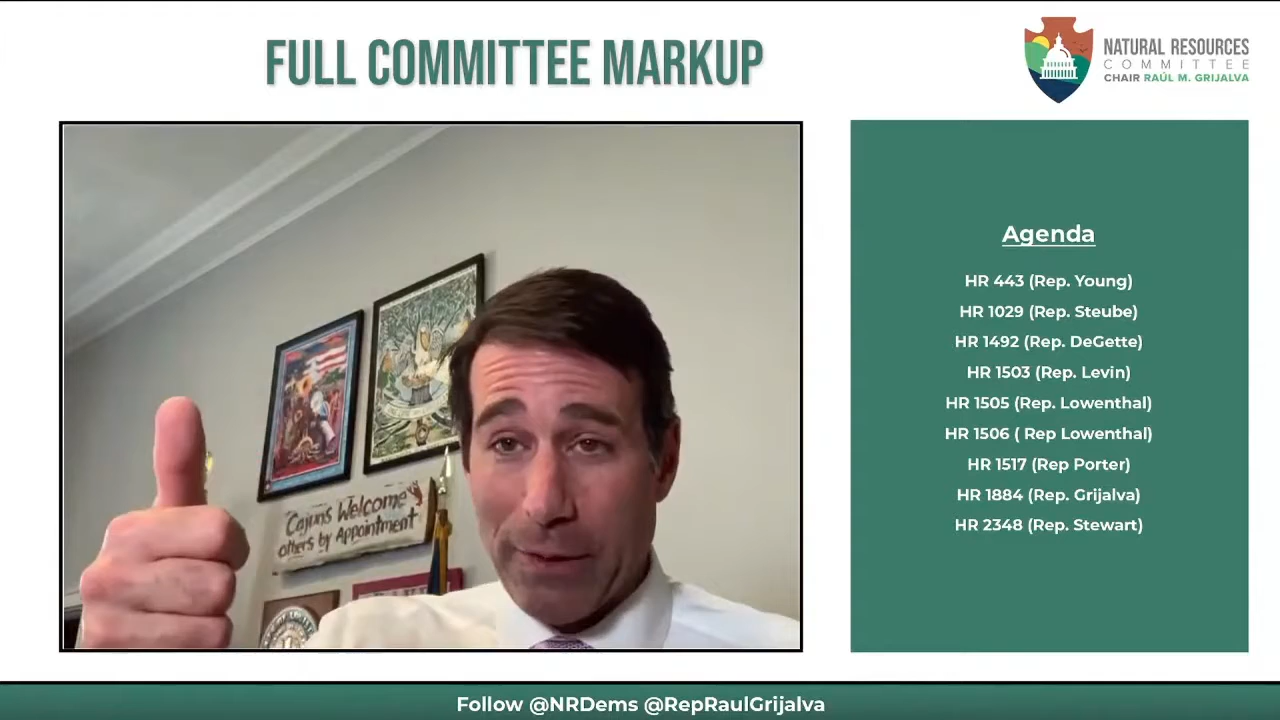 FULL COMMITTEE MARKUP
NATURAL RESOURCES
COMMITTEE
CHAIR RAÚL M. GRIJALVA
Cajuns Welcome
others by Appointment
Agenda
HR 443 (Rep. Young)
HR 1029 (Rep. Steube)
HR 1492 (Rep. DeGette)
HR 1503 (Rep. Levin)
HR 1505 (Rep. Lowenthal)
HR 1506 ( Rep Lowenthal)
HR 1517 (Rep Porter)
HR 1884 (Rep. Grijalva)
HR 2348 (Rep. Stewart)
Follow @NRDems @RepRaulGrijalva